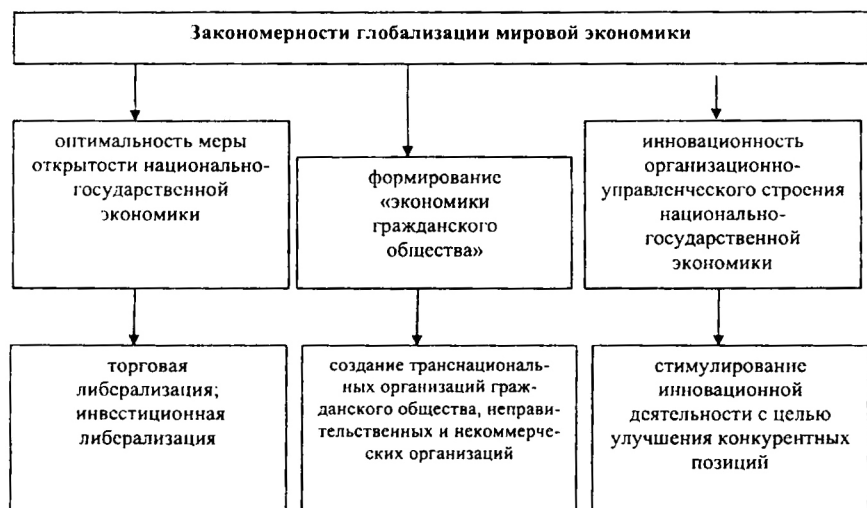 Закономерности глобализации мировой экономики
оптимальность меры
открытости национально-
государственной
экономики
формирование
«экономики
гражданского
общества»
инновационность
организационно-
управленческого строения
национально-
государственной
экономики
торговая
либерализация;
инвестиционная
либерализация
создание транснациональ-
ных организаций граж-
данского общества, неправи-
тельственных и некоммерче-
ских организаций
стимулирование
инновационной
деятельности с целью
улучшения конкурентных
позиций